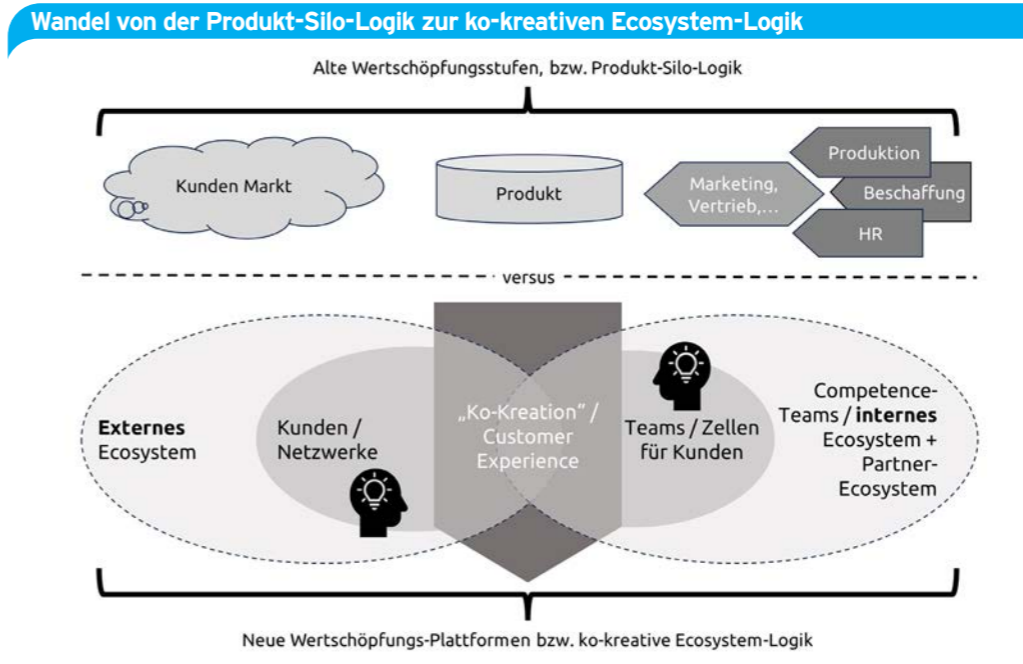 Wandel von der Produkt-Silo-Logik zur ko-kreativen Ecosystem-Logik
Alte Wertschöpfungsstufen, bzw. Produkt-Silo-Logik
Kunden Markt
Produkt
Marketing,
Vertrieb,...
Produktion
Beschaffung
HR
versus
Externes
Ecosystem
Kunden /
Netzwerke
„Ko-Kreation" /
Customer
Experience
Teams / Zellen
für Kunden
Competence-
Teams / internes
Ecosystem +
Partner-
Ecosystem
Neue Wertschöpfungs-Plattformen bzw. ko-kreative Ecosystem-Logik